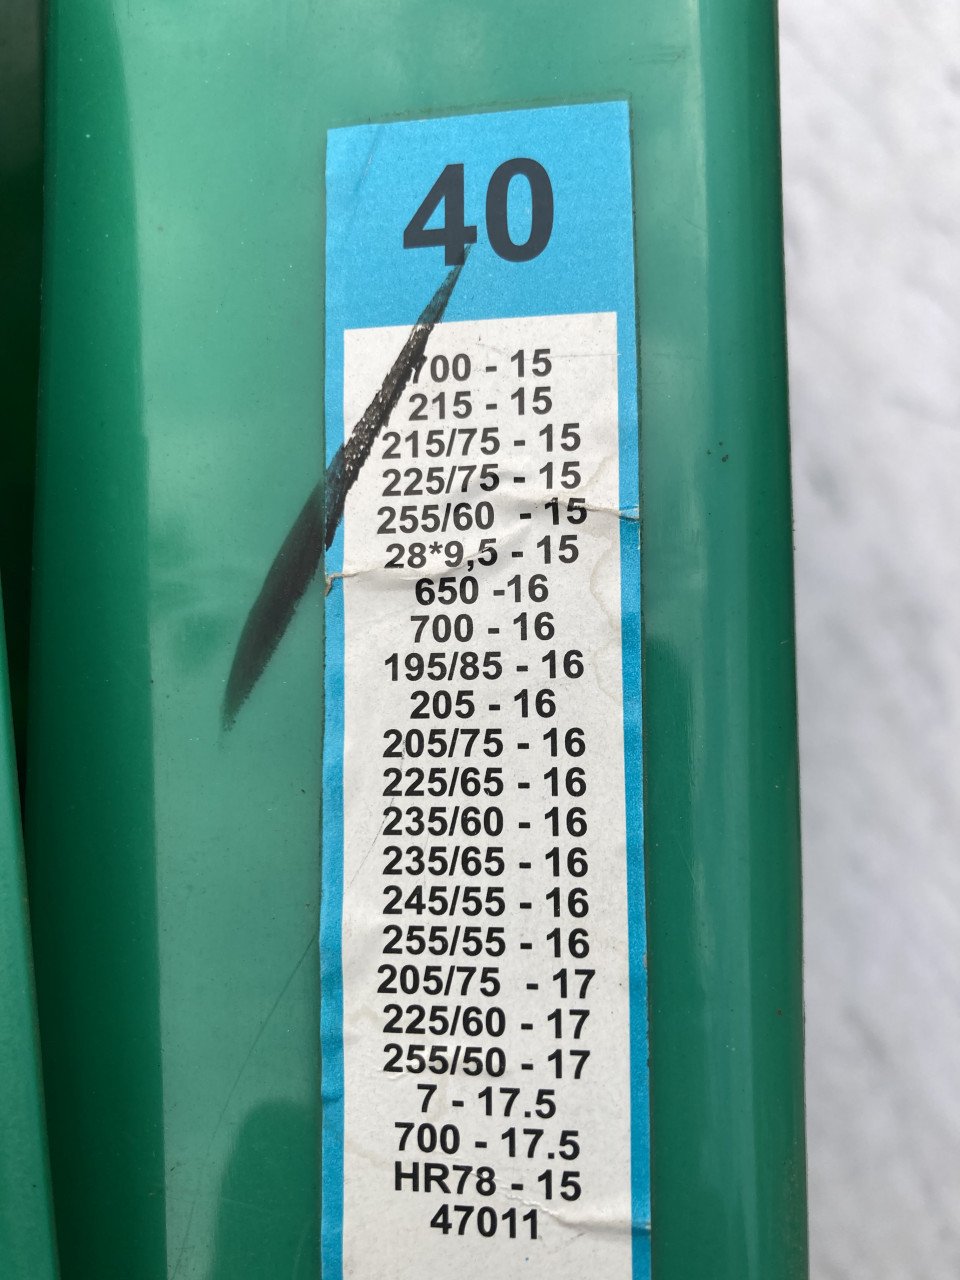 40
700 - 15
215 - 15
215/75 - 15
225/75 - 15
255/60 - 15
28*9,5 - 15
650 -16
700 - 16
195/85 - 16
205 - 16
205/75 - 16
225/65 - 16
235/60 - 16
235/65 - 16
245/55 - 16
255/55 - 16
205/75 - 17
225/60 - 17
255/50 - 17
7 - 17.5
700 - 17.5
HR78 - 15
47011